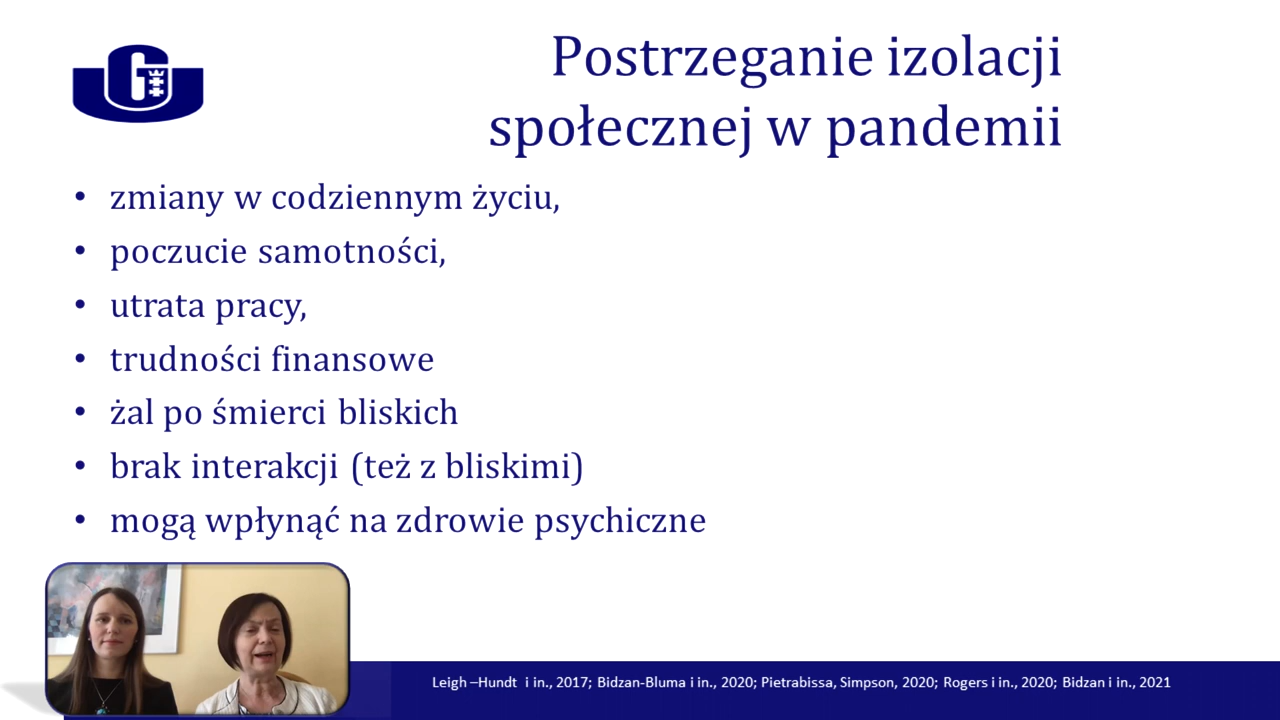 Postrzeganie izolacji
społecznej w pandemii
• zmiany w codziennym życiu,
• poczucie samotności,
• utrata pracy,
• trudności finansowe
• żal po śmierci bliskich
• brak interakcji (też z bliskimi)
• mogą wpłynąć na zdrowie psychiczne
Leigh –Hundt i in., 2017; Bidzan-Bluma i in., 2020; Pietrabissa, Simpson, 2020; Rogers i in., 2020; Bidzan i in., 2021